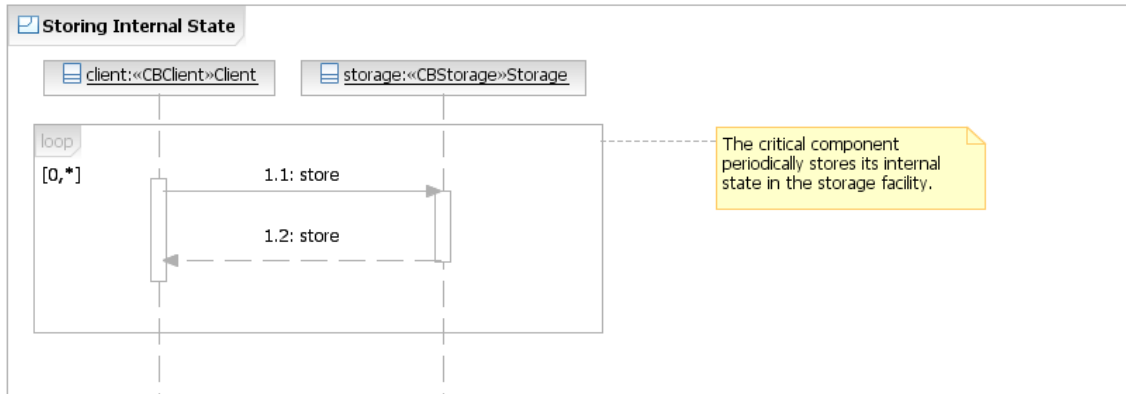 Storing Internal State
client:«CBClient»Client
storage:«CBStorage»Storage
loop
[0,*]
1.1: store
1.2: store
The critical component
periodically stores its internal
state in the storage facility.